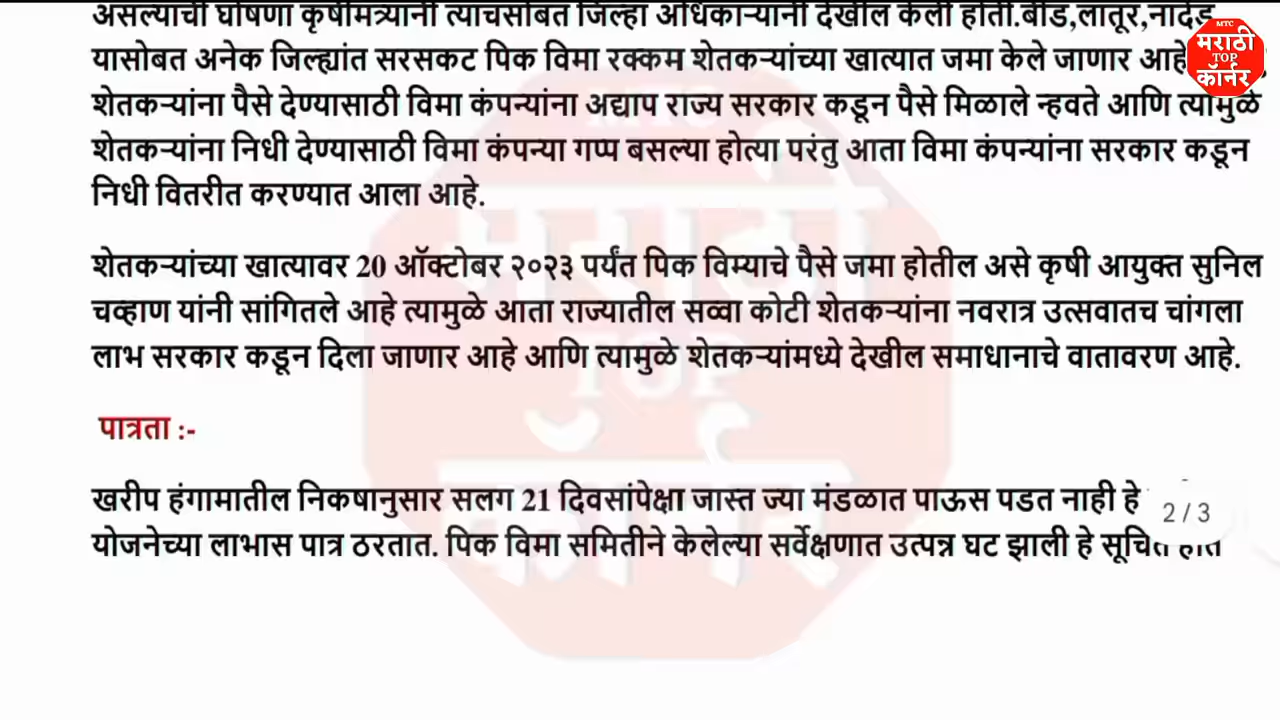 असल्याची घोषणा कृषीमंत्र्यांनी त्याचसोबत जिल्हा अधिकाऱ्यांनी देखील केली होती.बीड,लातूर,नांदेड
यासोबत अनेक जिल्ह्यांत सरसकट पिक विमा रक्कम शेतकऱ्यांच्या खात्यात जमा केले जाणार आहे
शेतकऱ्यांना पैसे देण्यासाठी विमा कंपन्यांना अद्याप राज्य सरकार कडून पैसे मिळाले न्हवते आणि त्यामुळे
शेतकऱ्यांना निधी देण्यासाठी विमा कंपन्या गप्प बसल्या होत्या परंतु आता विमा कंपन्यांना सरकार कडून
निधी वितरीत करण्यात आला आहे.
शेतकऱ्यांच्या खात्यावर 20 ऑक्टोबर २०२३ पर्यंत पिक विम्याचे पैसे जमा होतील असे कृषी आयुक्त सुनिल
चव्हाण यांनी सांगितले आहे त्यामुळे आता राज्यातील सव्वा कोटी शेतकऱ्यांना नवरात्र उत्सवातच चांगला
लाभ सरकार कडून दिला जाणार आहे आणि त्यामुळे शेतकऱ्यांमध्ये देखील समाधानाचे वातावरण आहे.
पात्रता :-
खरीप हंगामातील निकषानुसार सलग 21 दिवसांपेक्षा जास्त ज्या मंडळात पाऊस पडत नाही हे
योजनेच्या लाभास पात्र ठरतात. पिक विमा समितीने केलेल्या सर्वेक्षणात उत्पन्न घट झाली हे सूचित होत
2 / 3
MTC
मराठी
TOP
कॉर्नर
मराठी
TOP
कॉर्नर